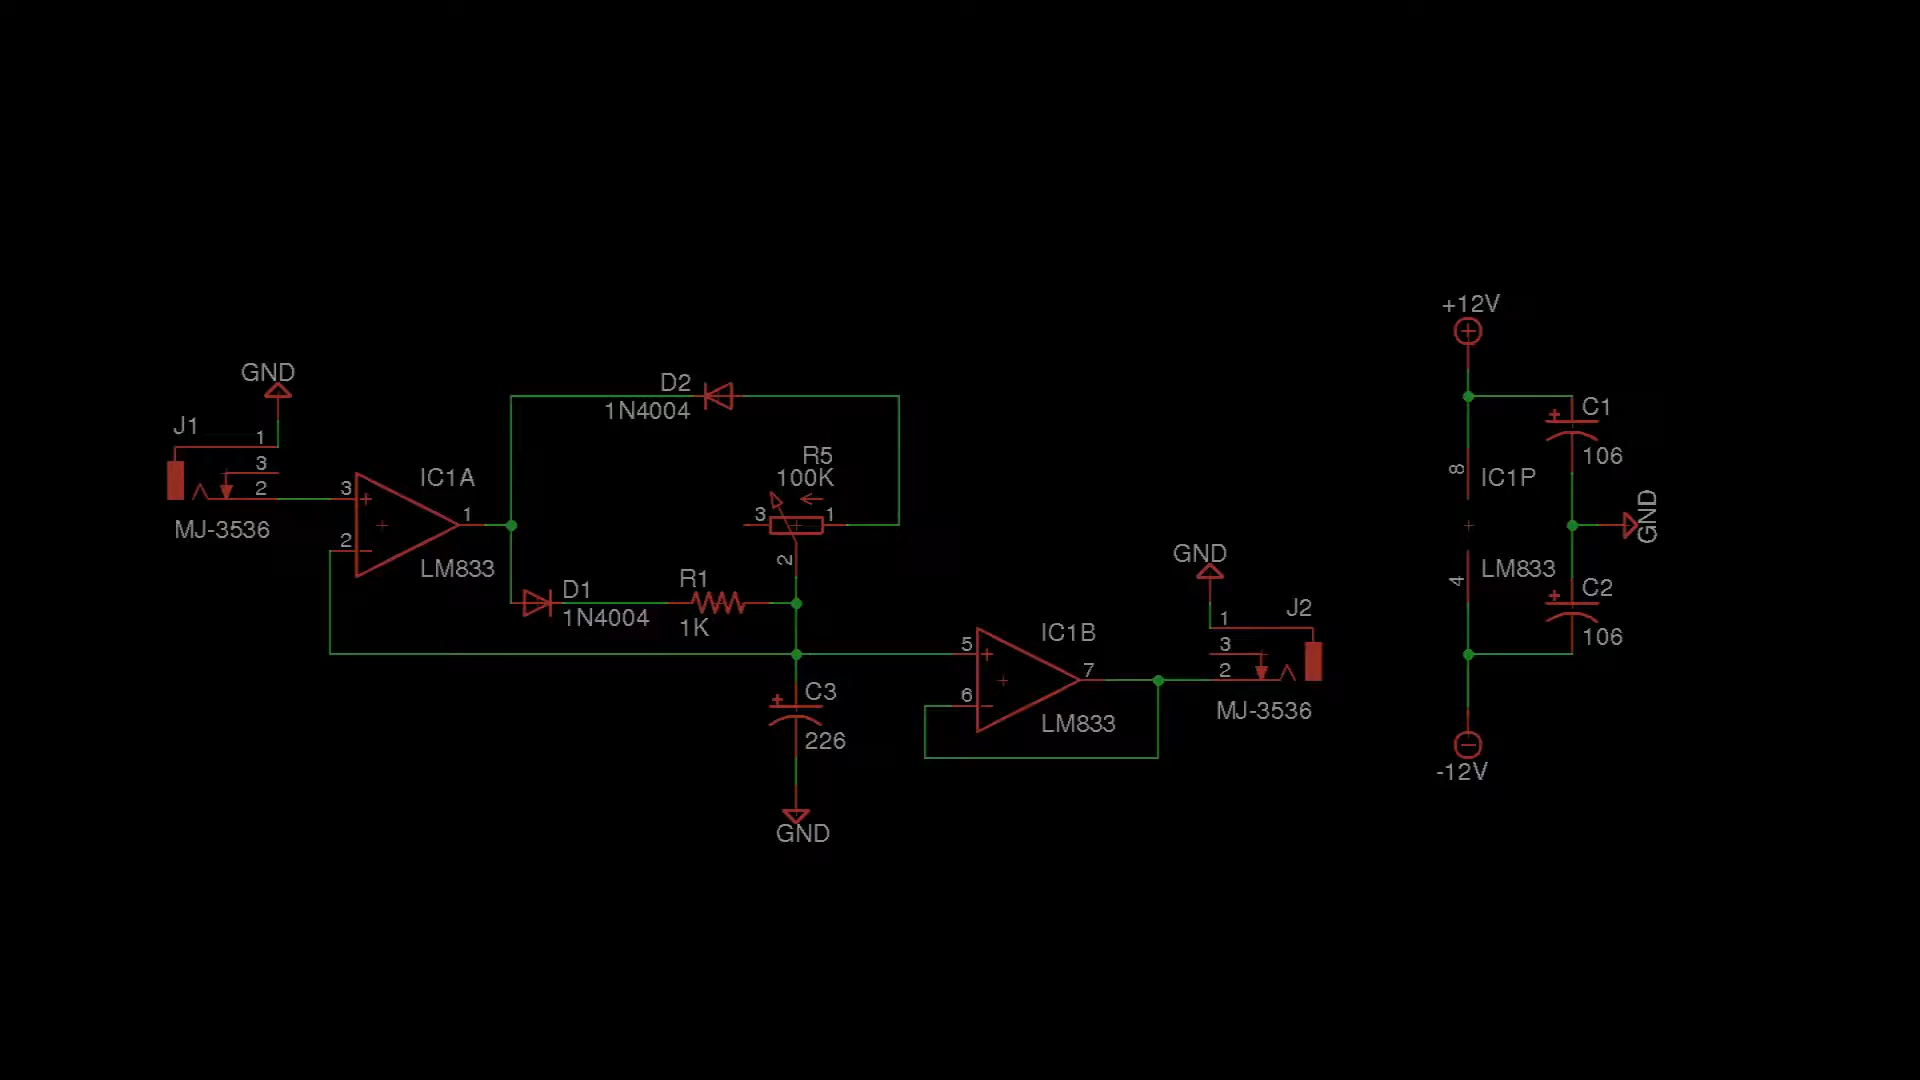 +12V
GND
D2
1N4004
C1
106
J1
1
3
2
MJ-3536
R5
100K
3
1
2
IC1A
3
2
1
LM833
8
IC1P
GND
4
LM833
C2
106
GND
D1
1N4004
R1
1K
J2
1
3
2
MJ-3536
IC1B
5
6
7
LM833
C3
226
-12V
GND